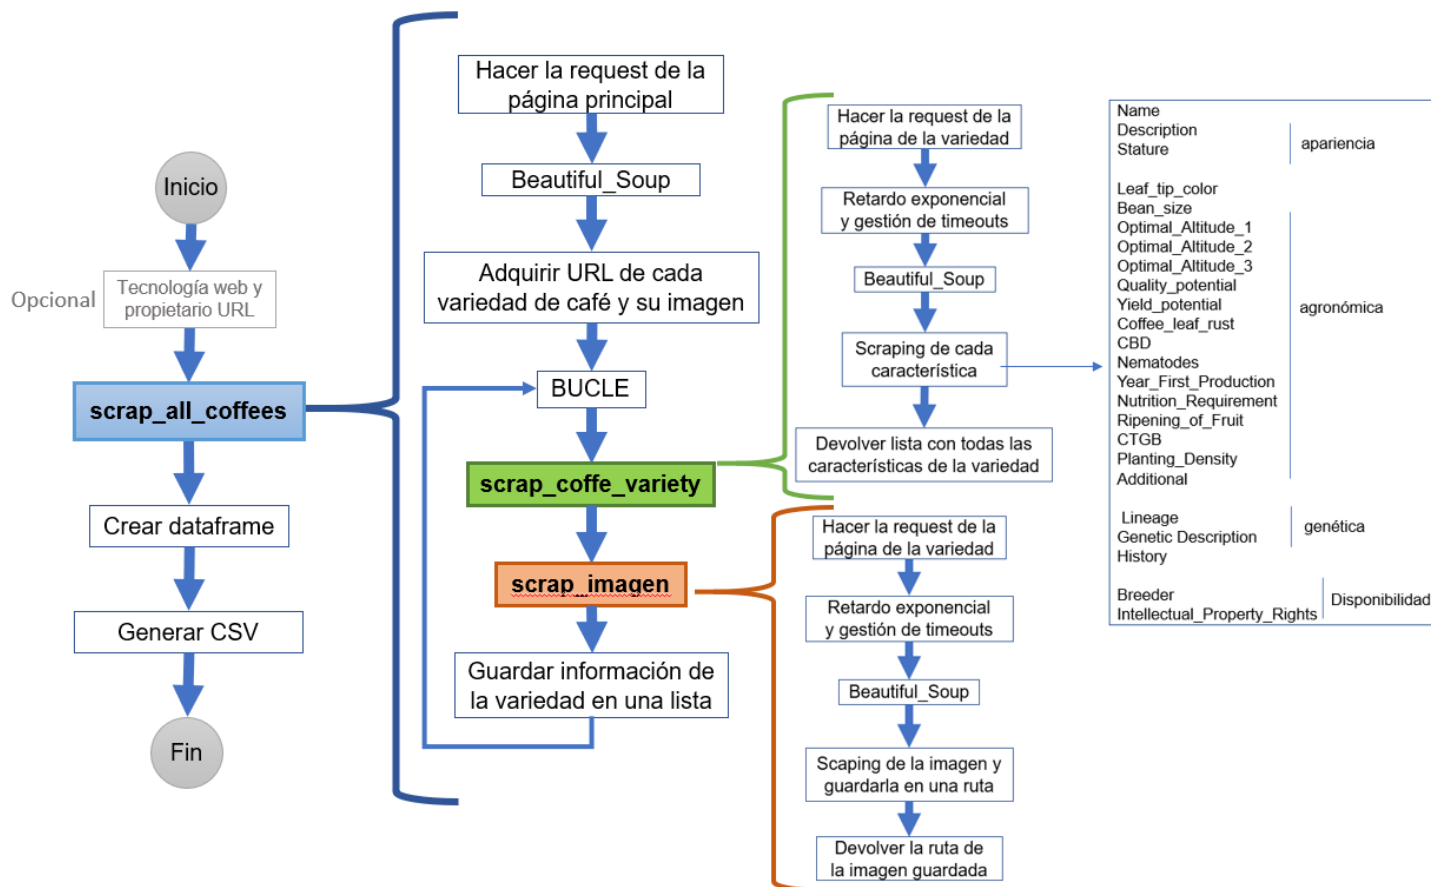 Inicio
Opcional
Tecnología web y
propietario URL
scrap_all_coffees
Crear dataframe
Generar CSV
Fin
Hacer la request de la
página principal
Beautiful_Soup
Adquirir URL de cada
variedad de café y su imagen
BUCLE
scrap_coffe_variety
scrap_imagen
Guardar información de
la variedad en una lista
Hacer la request de la
página de la variedad
Retardo exponencial
y gestión de timeouts
Beautiful_Soup
Scraping de cada
característica
Devolver lista con todas las
características de la variedad
Hacer la request de la
página de la variedad
Retardo exponencial
y gestión de timeouts
Beautiful_Soup
Scaping de la imagen y
guardarla en una ruta
Devolver la ruta de
la imagen guardada
Name
Description
Stature
apariencia
Leaf_tip_color
Bean_size
Optimal_Altitude_1
Optimal_Altitude_2
Optimal_Altitude_3
Quality_potential
Yield_potential
Coffee_leaf_rust
CBD
Nematodes
Year_First_Production
Nutrition_Requirement
Ripening_of_Fruit
CTGB
Planting_Density
Additional
agronómica
Lineage
Genetic Description
History
genética
Breeder
Intellectual_Property_Rights
Disponibilidad